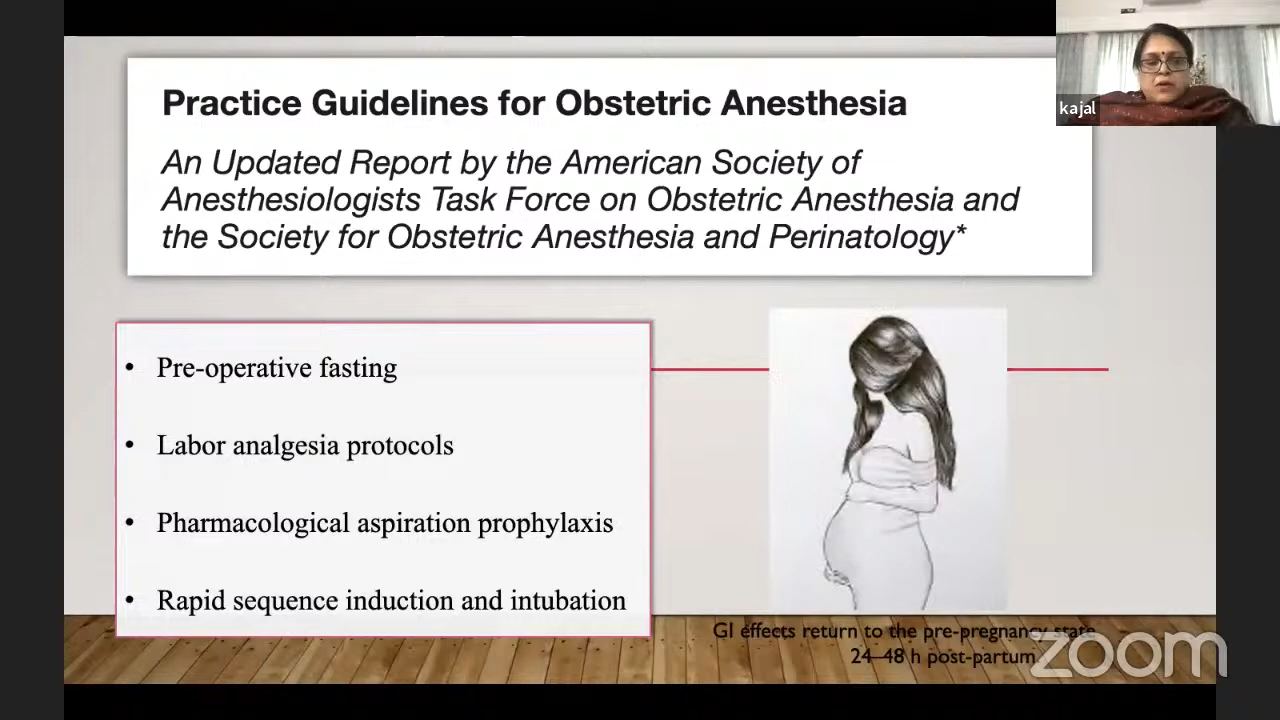 Practice Guidelines for Obstetric Anesthesia
An Updated Report by the American Society of
Anesthesiologists Task Force on Obstetric Anesthesia and
the Society for Obstetric Anesthesia and Perinatology*
kajal
• Pre-operative fasting
• Labor analgesia protocols
• Pharmacological aspiration prophylaxis
• Rapid sequence induction and intubation
GI effects return to the pre-pregnancy state
24–48 h post-partum
zoom